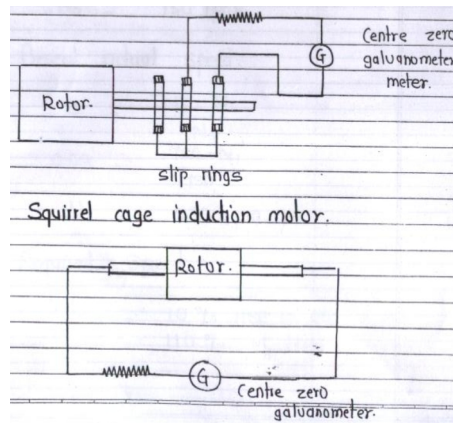 Centre zero
G
galvanometer
meter.
Rotor.
slip rings
Squirrel cage induction motor.
Rotor.
G
Centre zero
galvanometer.